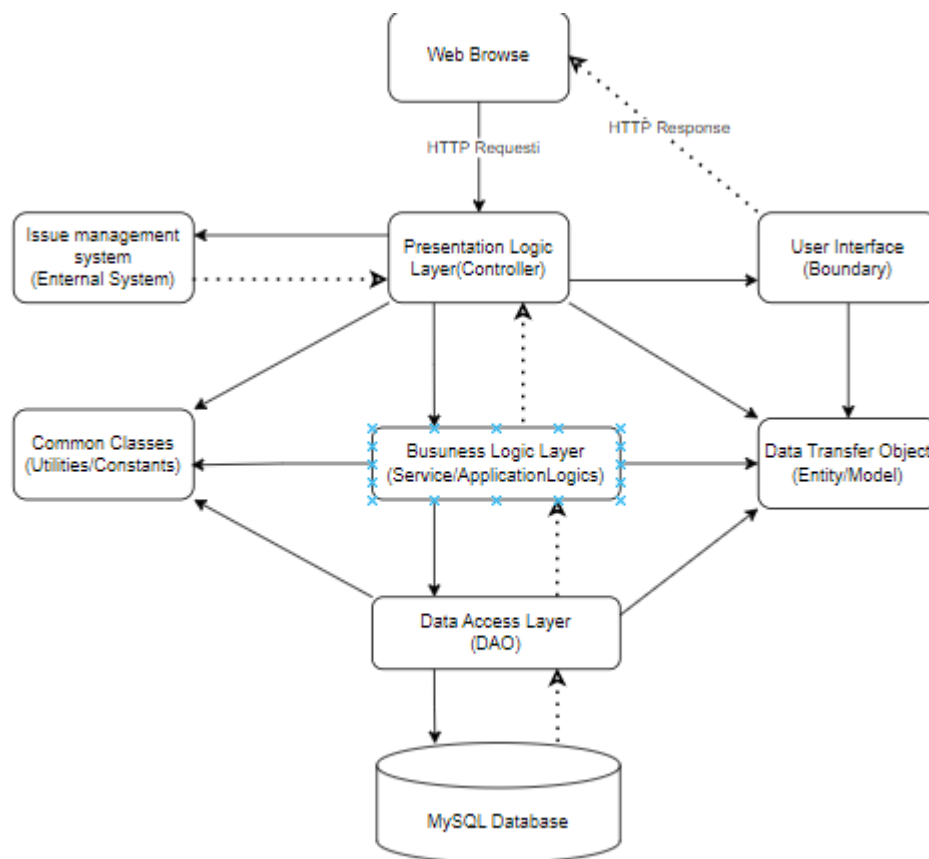 Web Browse
HTTP Response
HTTP Requesti
Issue management
system
(Enternal System)
Presentation Logic
Layer(Controller)
User Interface
(Boundary)
Common Classes
(Utilities/Constants)
Busuness Logic Layer
(Service/ApplicationLogics)
Data Transfer Object
(Entity/Model)
Data Access Layer
(DAO)
MySQL Database